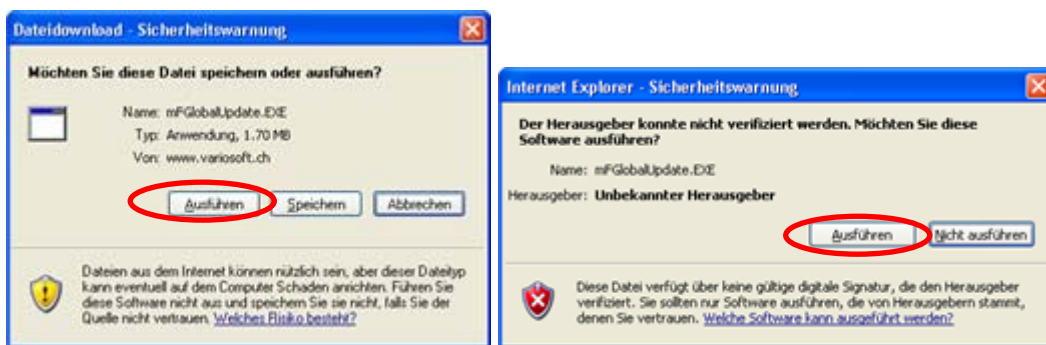 Dateidownload - Sicherheitswarnung
Möchten Sie diese Datei speichern oder ausführen?
Name: mFGlobalUpdate.EXE
Typ: Anwendung, 1.70 MB
Von: www.variosoft.ch
Ausführen
Speichern
Abbrechen
Dateien aus dem Internet können nützlich sein, aber dieser Dateityp
kann eventuell auf dem Computer Schaden anrichten. Führen Sie
diese Software nicht aus und speichern Sie sie nicht, falls Sie der
Quelle nicht vertrauen. Welches Risiko besteht?
Internet Explorer - Sicherheitswarnung
Der Herausgeber konnte nicht verifiziert werden. Möchten Sie diese
Software ausführen?
Name: mFGlobalUpdate.EXE
Herausgeber: Unbekannter Herausgeber
Ausführen
Nicht ausführen
Diese Datei verfügt über keine gültige digitale Signatur, die den Herausgeber
verifiziert. Sie sollten nur Software ausführen, die von Herausgebern stammt,
denen Sie vertrauen. Welche Software kann ausgeführt werden?